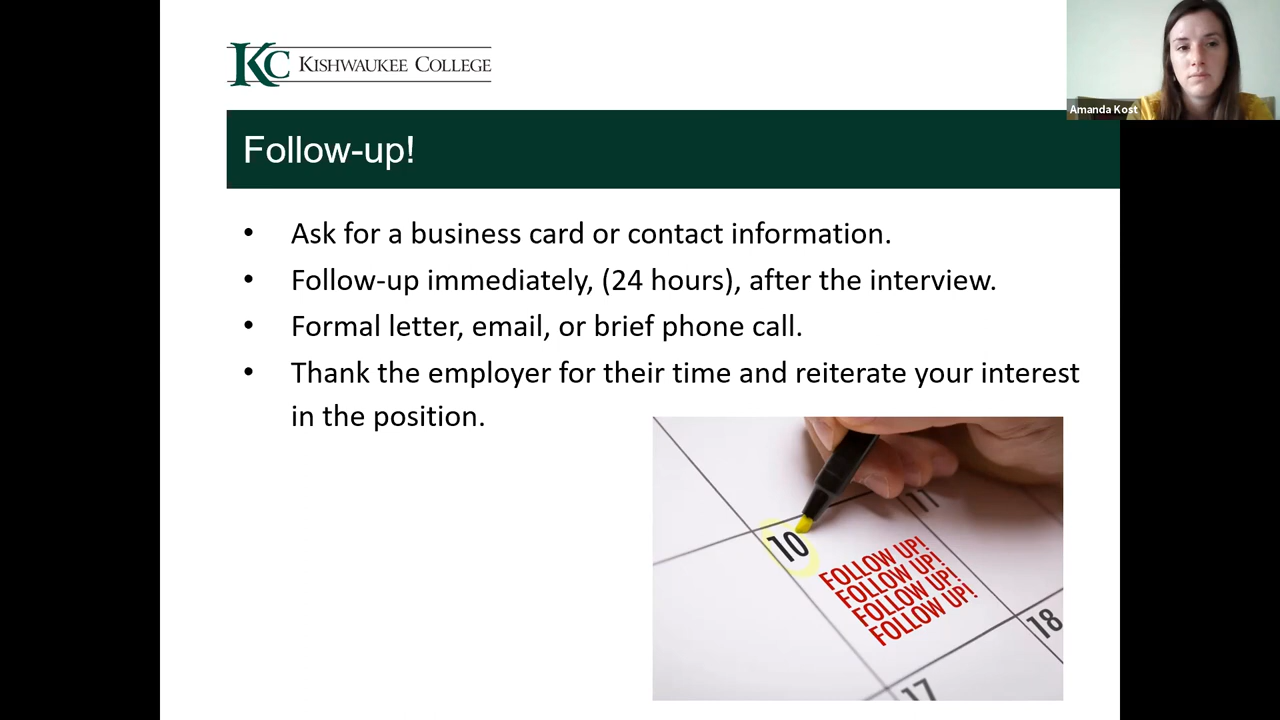 KC KISHWAUKEE COLLEGE
Amanda Kost
Follow-up!
• Ask for a business card or contact information.
• Follow-up immediately, (24 hours), after the interview.
• Formal letter, email, or brief phone call.
• Thank the employer for their time and reiterate your interest
in the position.
10
11
FOLLOW UP!
FOLLOW UP!
FOLLOW UP!
FOLLOW UP!
17
18